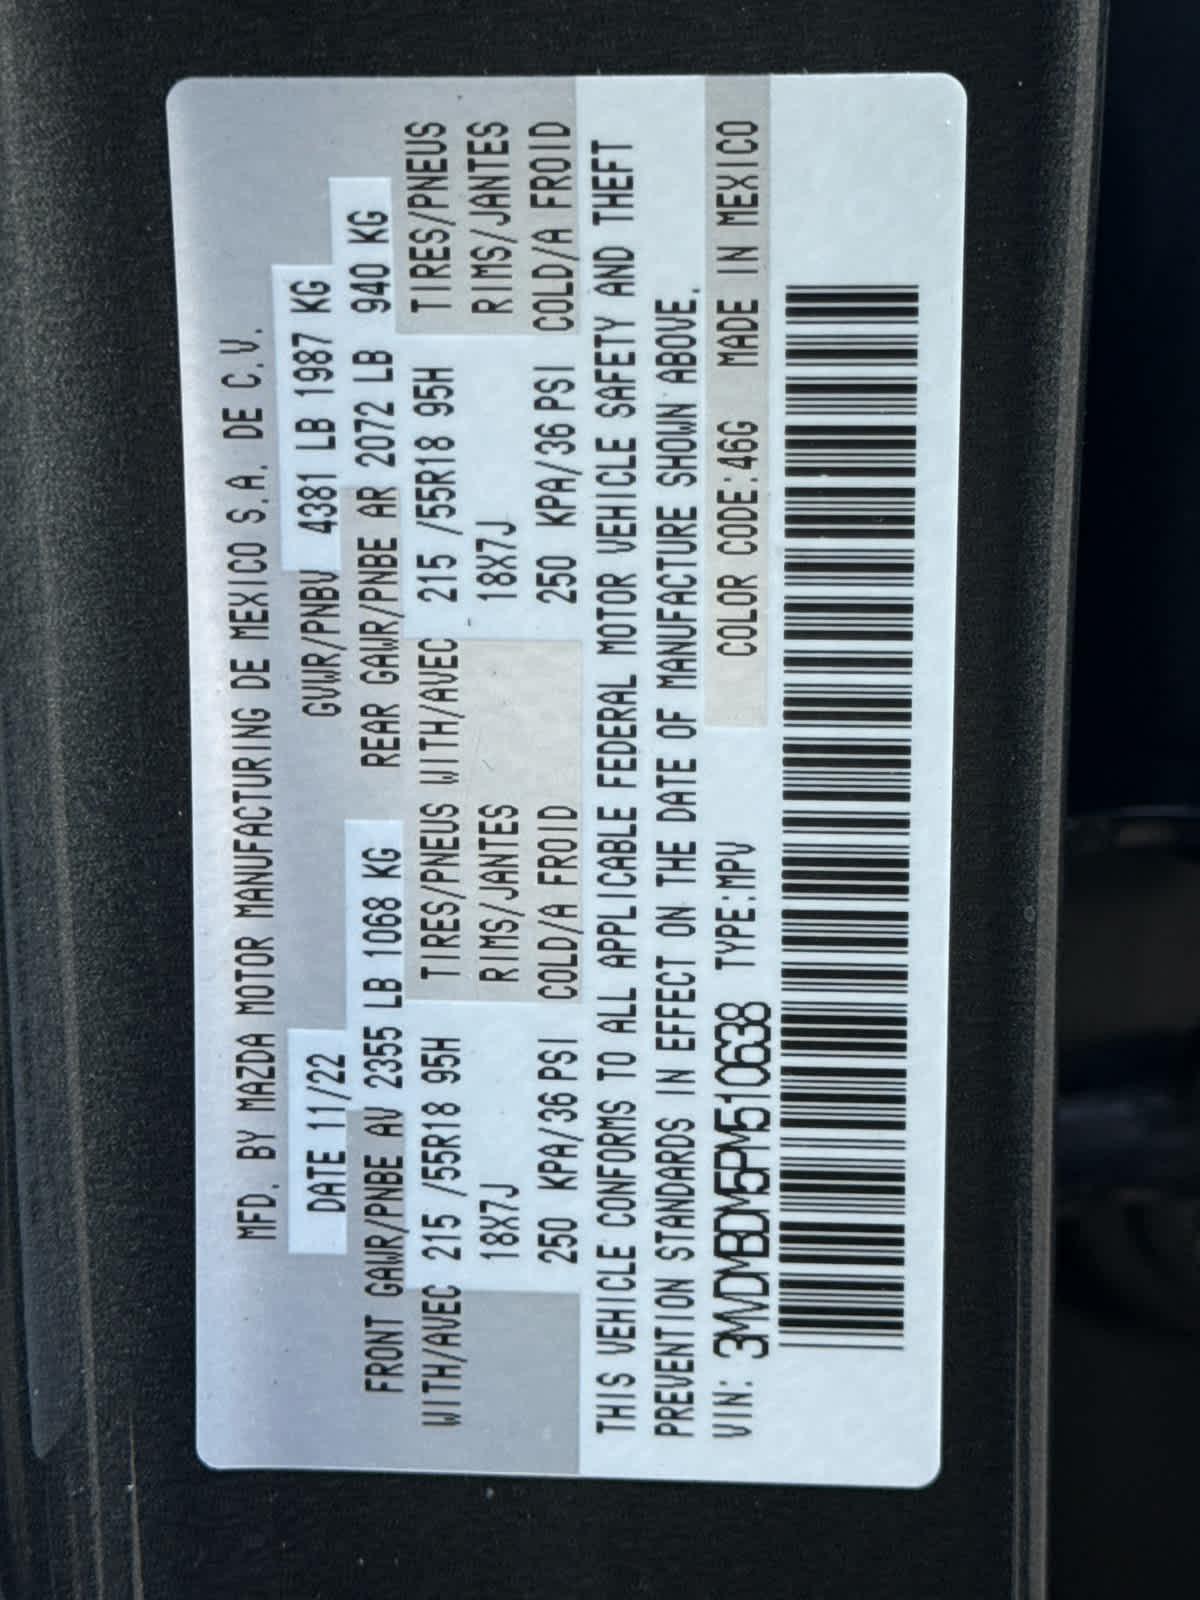 MFD. BY MAZDA MOTOR MANUFACTURING DE MEXICO S.A. DE C.V.
DATE 11/22 GVWR/PNBV 4381 LB 1987 KG
FRONT GAWR/PNBE AV 2355 LB 1068 KG REAR GAWR/PNBE AR 2072 LB 940 KG
WITH/AVEC 215 /55R18 95H TIRES/PNEUS WITH/AVEC 215 /55R18 95H TIRES/PNEUS
18X7J RIMS/JANTES 18X7J RIMS/JANTES
250 KPA/36 PSI COLD/A FROID 250 KPA/36 PSI COLD/A FROID
THIS VEHICLE CONFORMS TO ALL APPLICABLE FEDERAL MOTOR VEHICLE SAFETY AND THEFT
PREVENTION STANDARDS IN EFFECT ON THE DATE OF MANUFACTURE SHOWN ABOVE.
VIN: 3MVDMBDM5PM510638 TYPE:MPV COLOR CODE:46G MADE IN MEXICO